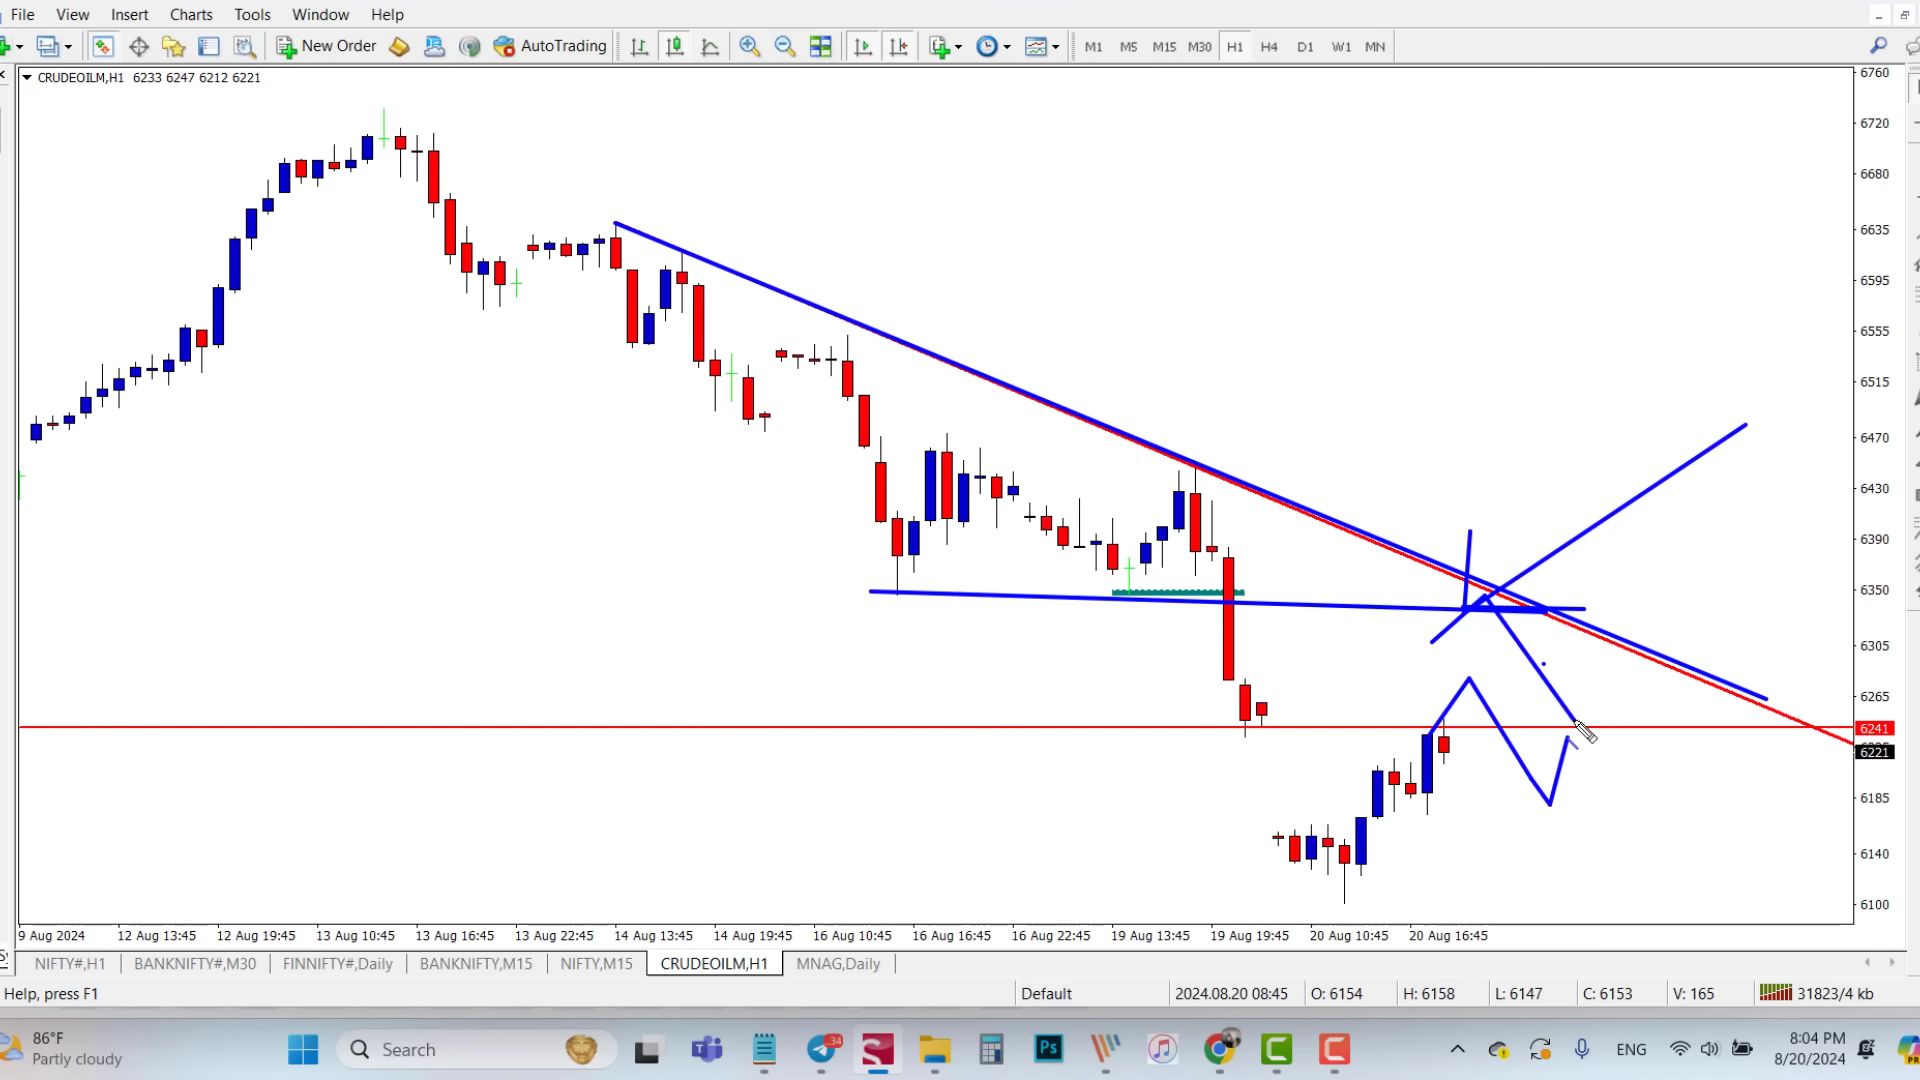 File View Insert Charts Tools Window Help
New Order AutoTrading M1 M5 M15 M30 H1 H4 D1 W1 MN
CRUDEOILM,H1 6233 6247 6212 6221
6760
6720
6680
6635
6595
6555
6515
6470
6430
6390
6350
6305
6265
6241
6221
6185
6140
6100
9 Aug 2024 12 Aug 13:45 12 Aug 19:45 13 Aug 10:45 13 Aug 16:45 13 Aug 22:45 14 Aug 13:45 14 Aug 19:45 16 Aug 10:45 16 Aug 16:45 16 Aug 22:45 19 Aug 13:45 19 Aug 19:45 20 Aug 10:45 20 Aug 16:45
NIFTY#,H1 BANKNIFTY#,M30 FINNIFTY#,Daily BANKNIFTY,M15 NIFTY,M15 CRUDEOILM,H1 MNAG,Daily
Help, press F1 Default 2024.08.20 08:45 O: 6154 H: 6158 L: 6147 C: 6153 V: 165 31823/4 kb
86°F
Partly cloudy
Search
34
Ps
ENG
8:04 PM
8/20/2024